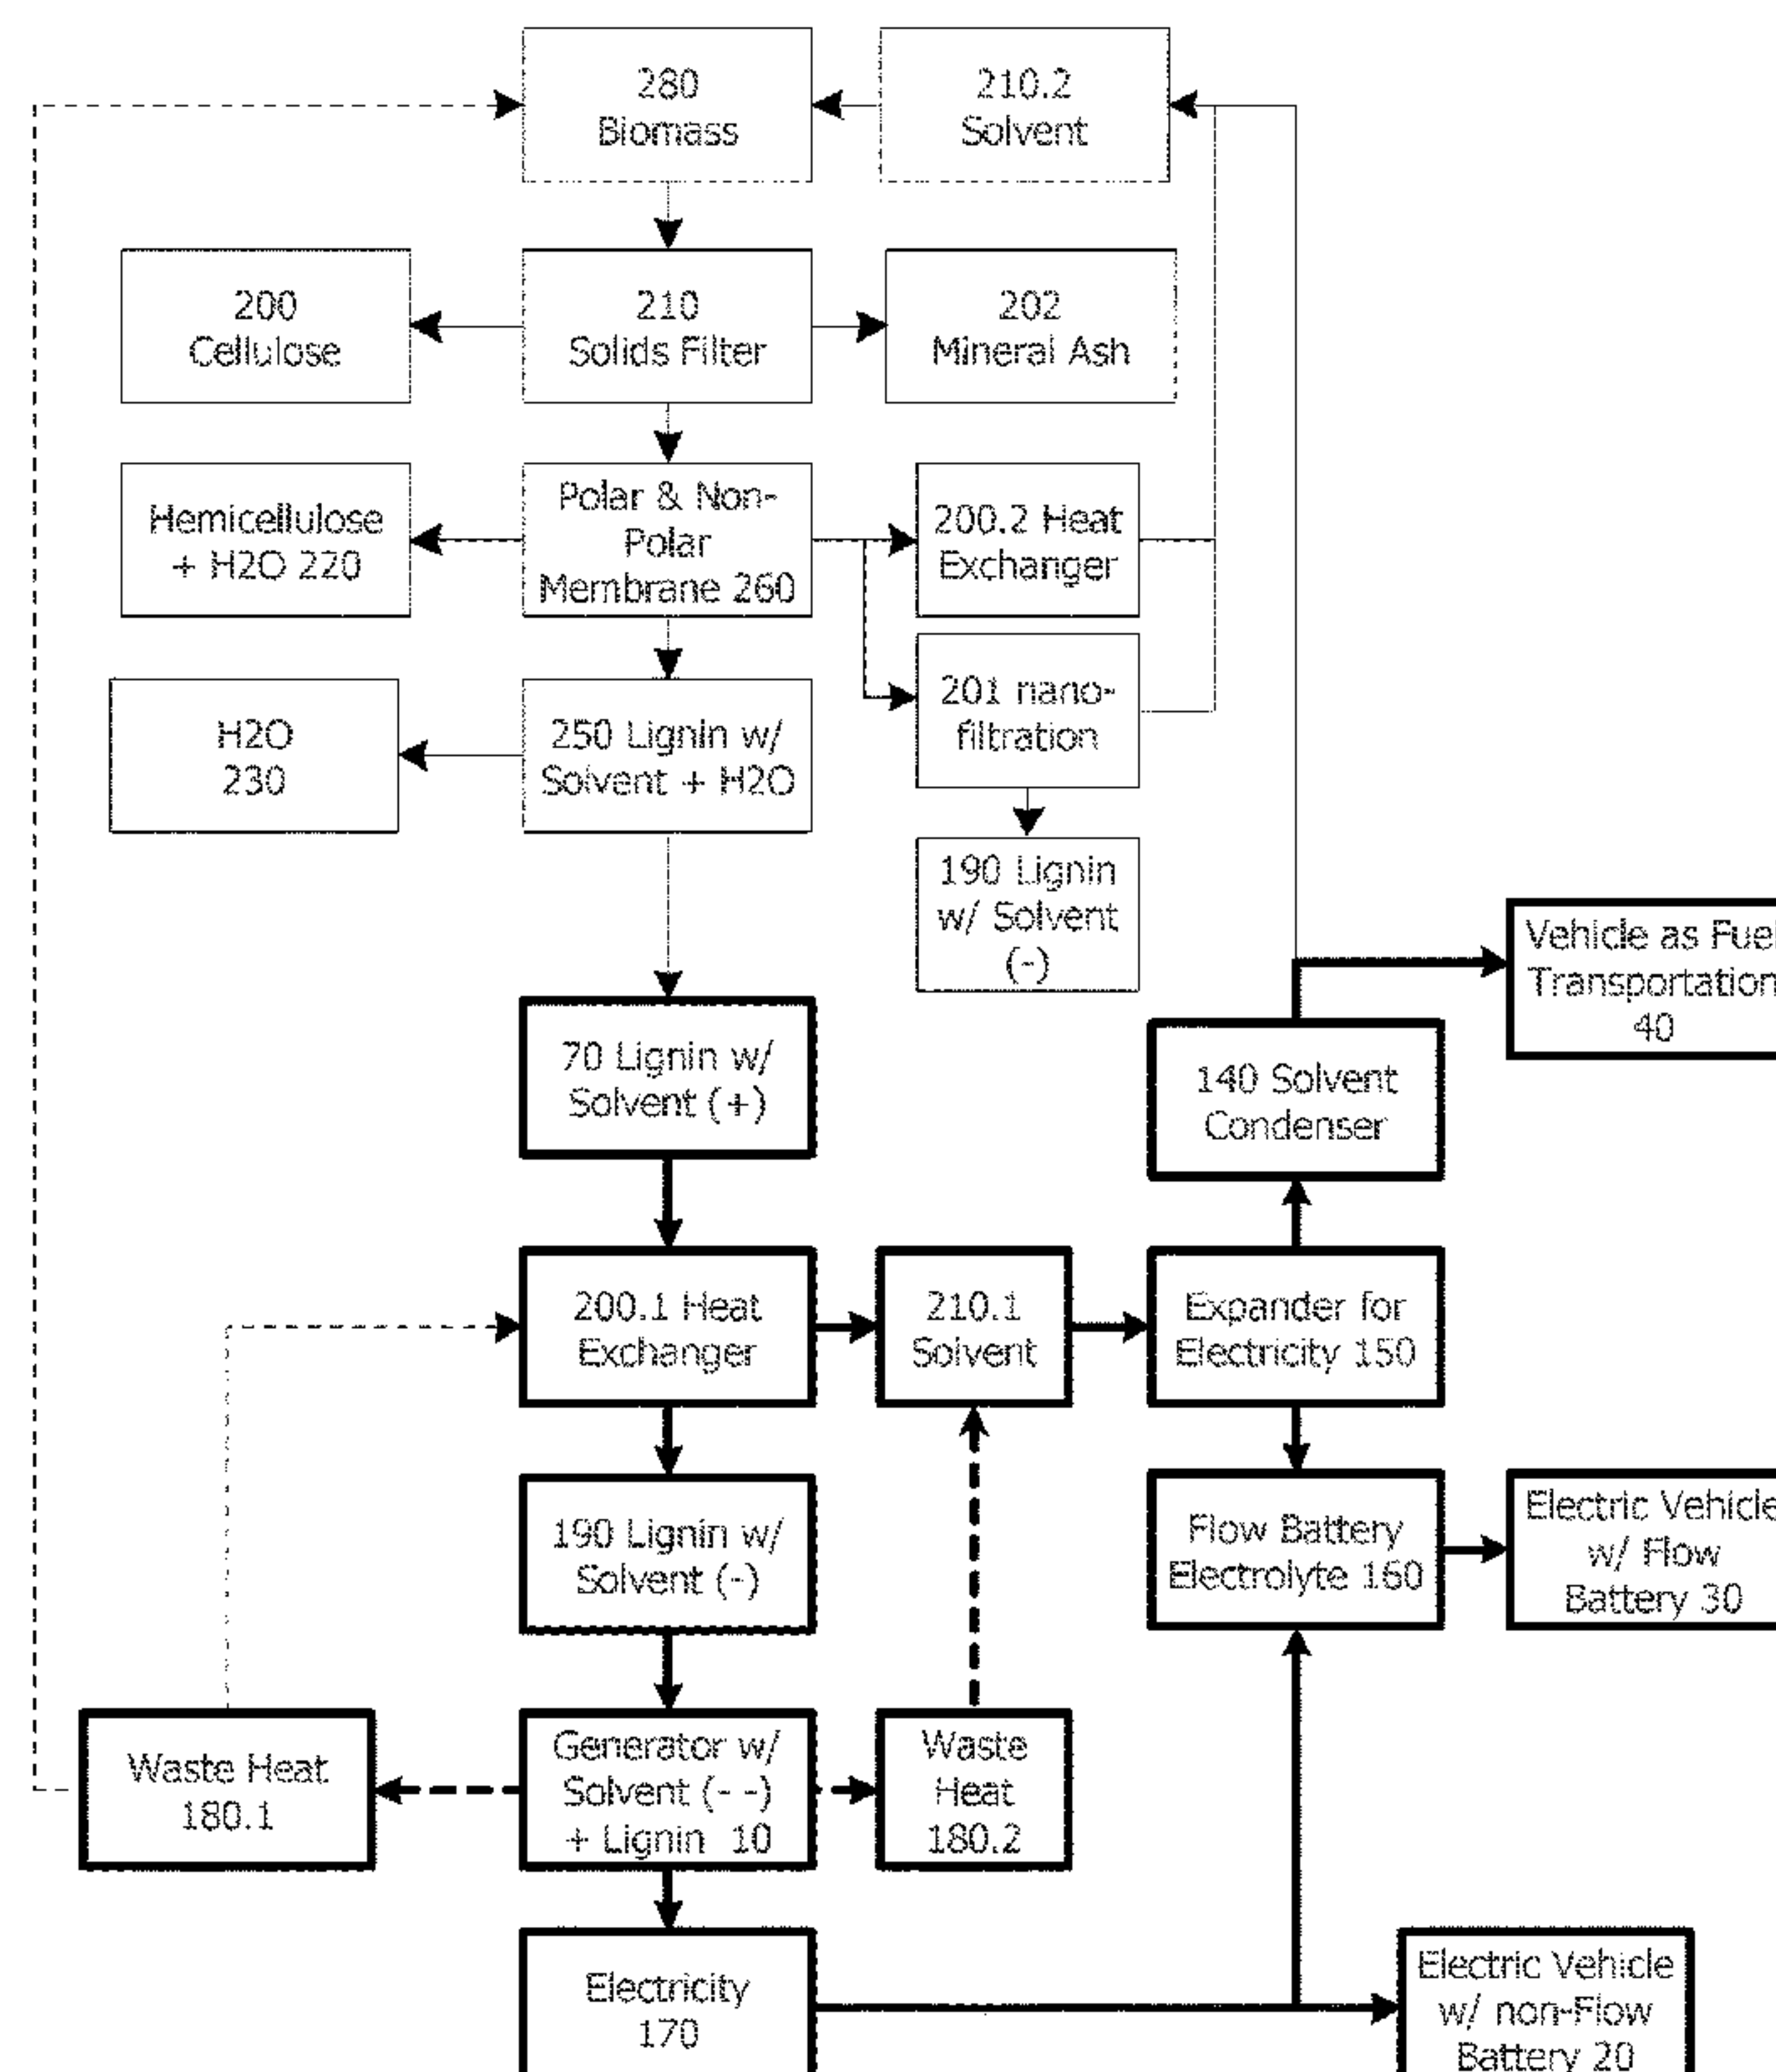 280
Biomass
210.2
Solvent
200
Cellulose
210
Solids Filter
202
Mineral Ash
Hemicellulose
+ H2O 220
Polar & Non-
Polar
Membrane 260
200.2 Heat
Exchanger
H2O
230
250 Lignin w/
Solvent + H2O
201 nano-
filtration
190 Lignin
w/ Solvent
(-)
Vehicle as Fuel
Transportation
40
70 Lignin w/
Solvent (+)
140 Solvent
Condenser
200.1 Heat
Exchanger
210.1
Solvent
Expander for
Electricity 150
190 Lignin w/
Solvent (-)
Flow Battery
Electrolyte 160
Electric Vehicle
w/ Flow
Battery 30
Waste Heat
180.1
Generator w/
Solvent (- -)
+ Lignin 10
Waste
Heat
180.2
Electricity
170
Electric Vehicle
w/ non-Flow
Battery 20